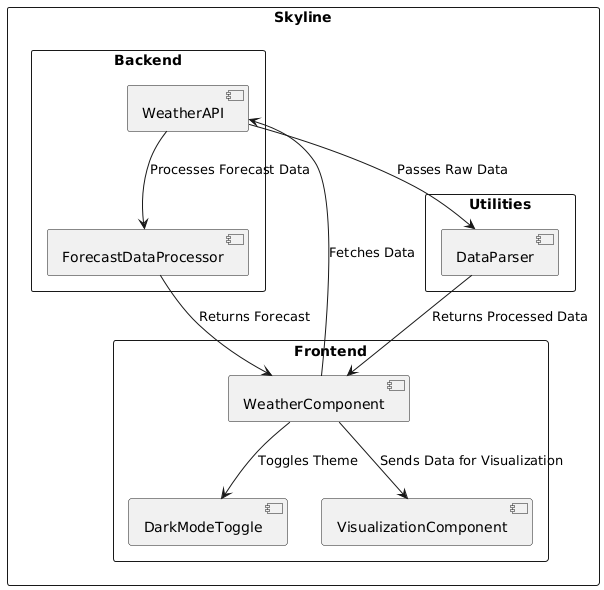 Skyline
Backend
WeatherAPI
Processes Forecast Data
Passes Raw Data
Utilities
ForecastDataProcessor
DataParser
Fetches Data
Returns Forecast
Returns Processed Data
Frontend
WeatherComponent
Toggles Theme
Sends Data for Visualization
DarkModeToggle
VisualizationComponent